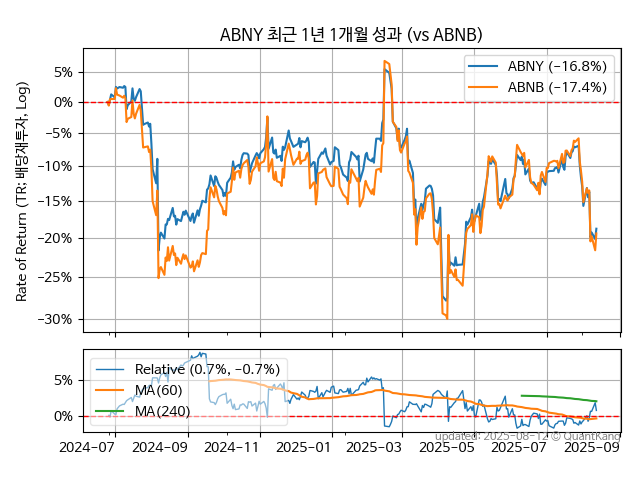 ABNY 최근 1년 1개월 성과 (vs ABNB)
Rate of Return (TR: 배당재투자, Log)
5%
0%
−5%
−10%
−15%
−20%
−25%
−30%
ABNY (−16.8%)
ABNB (−17.4%)
5%
0%
Relative (0.7%, −0.7%)
MA(60)
MA(240)
2024−07 2024−09 2024−11 2025−01 2025−03 2025−05 2025−07 2025−09
updated: 2025−08−12 © QuantKang